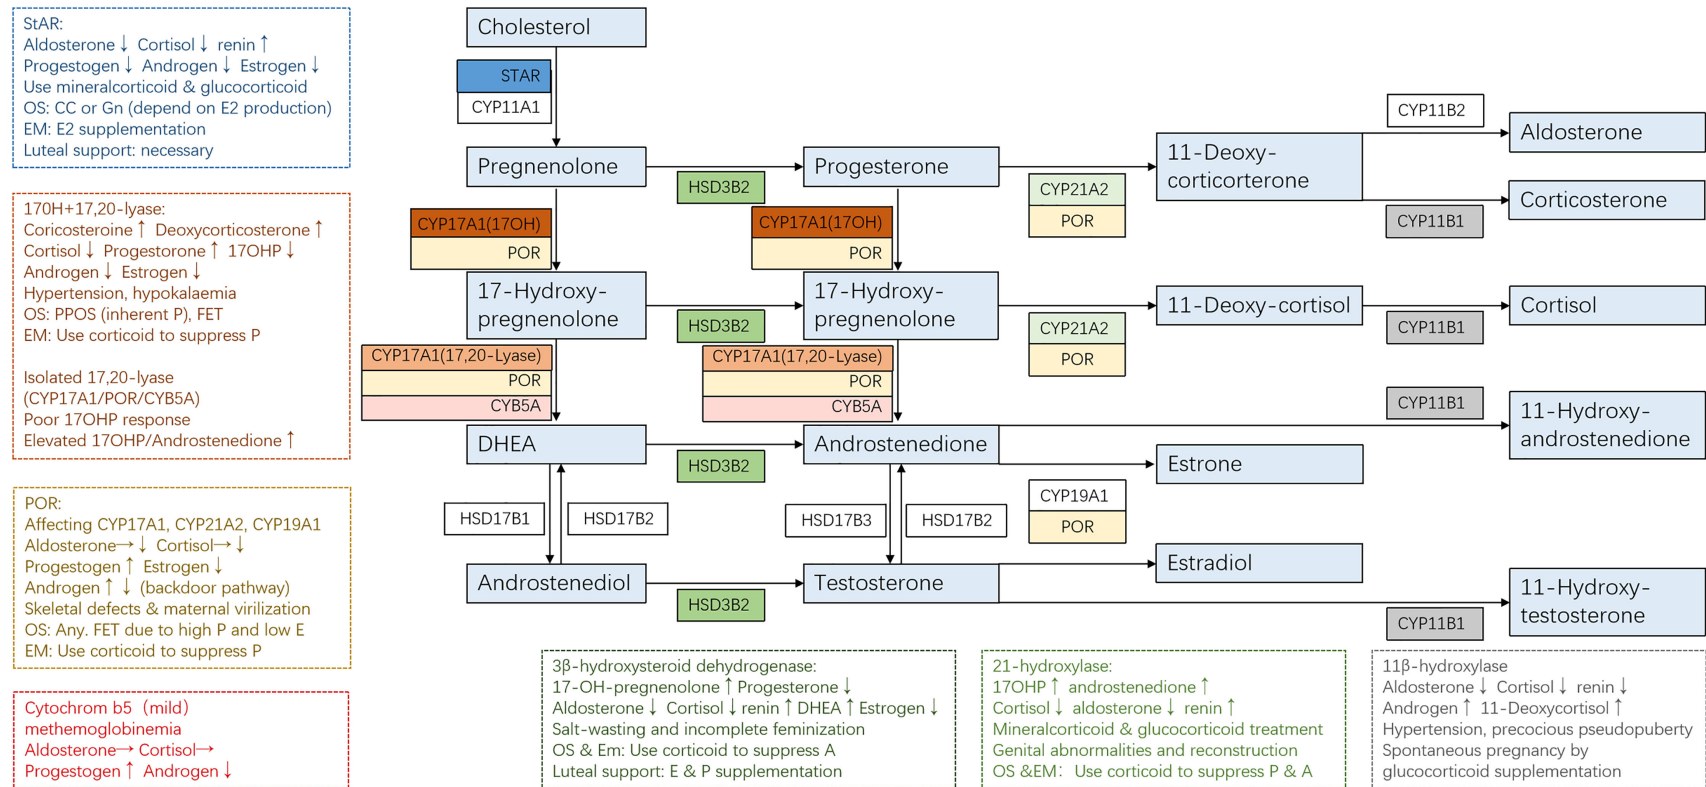 StAR:
Aldosterone↓ Cortisol↓ renin↑
Progestogen↓ Androgen↓ Estrogen↓
Use mineralcorticoid & glucocorticoid
OS: CC or Gn (depend on E2 production)
EM: E2 supplementation
Luteal support: necessary
170H+17,20-lyase:
Coricosteroine↑ Deoxycorticosterone↑
Cortisol↓ Progestorone↑ 17OHP↓
Androgen↓ Estrogen↓
Hypertension, hypokalaemia
OS: PPOS (inherent P), FET
EM: Use corticoid to suppress P
Isolated 17,20-lyase
(CYP17A1/POR/CYB5A)
Poor 17OHP response
Elevated 17OHP/Androstenedione↑
POR:
Affecting CYP17A1, CYP21A2, CYP19A1
Aldosterone→↓ Cortisol→↓
Progestogen↑ Estrogen↓
Androgen↑↓ (backdoor pathway)
Skeletal defects & maternal virilization
OS: Any. FET due to high P and low E
EM: Use corticoid to suppress P
Cytochrom b5 (mild)
methemoglobinemia
Aldosterone→ Cortisol→
Progestogen↑ Androgen↓
Cholesterol
STAR
CYP11A1
Pregnenolone
HSD3B2
Progesterone
CYP21A2
POR
11-Deoxy-
corticorterone
CYP11B2
Aldosterone
CYP11B1
Corticosterone
CYP17A1(17OH)
POR
CYP17A1(17OH)
POR
17-Hydroxy-
pregnenolone
HSD3B2
17-Hydroxy-
pregnenolone
CYP21A2
POR
11-Deoxy-cortisol
CYP11B1
Cortisol
CYP17A1(17,20-Lyase)
POR
CYB5A
CYP17A1(17,20-Lyase)
POR
CYB5A
DHEA
HSD3B2
Androstenedione
CYP11B1
11-Hydroxy-
androstenedione
Estrone
CYP19A1
POR
HSD17B1
HSD17B2
HSD17B3
HSD17B2
Androstenediol
HSD3B2
Testosterone
Estradiol
CYP11B1
11-Hydroxy-
testosterone
3β-hydroxysteroid dehydrogenase:
17-OH-pregnenolone↑ Progesterone↓
Aldosterone↓ Cortisol↓ renin↑ DHEA↑ Estrogen↓
Salt-wasting and incomplete feminization
OS & Em: Use corticoid to suppress A
Luteal support: E & P supplementation
21-hydroxylase:
17OHP↑ androstenedione↑
Cortisol↓ aldosterone↓ renin↑
Mineralcorticoid & glucocorticoid treatment
Genital abnormalities and reconstruction
OS &EM: Use corticoid to suppress P & A
11β-hydroxylase
Aldosterone↓ Cortisol↓ renin↓
Androgen↑ 11-Deoxycortisol↑
Hypertension, precocious pseudopuberty
Spontaneous pregnancy by
glucocorticoid supplementation